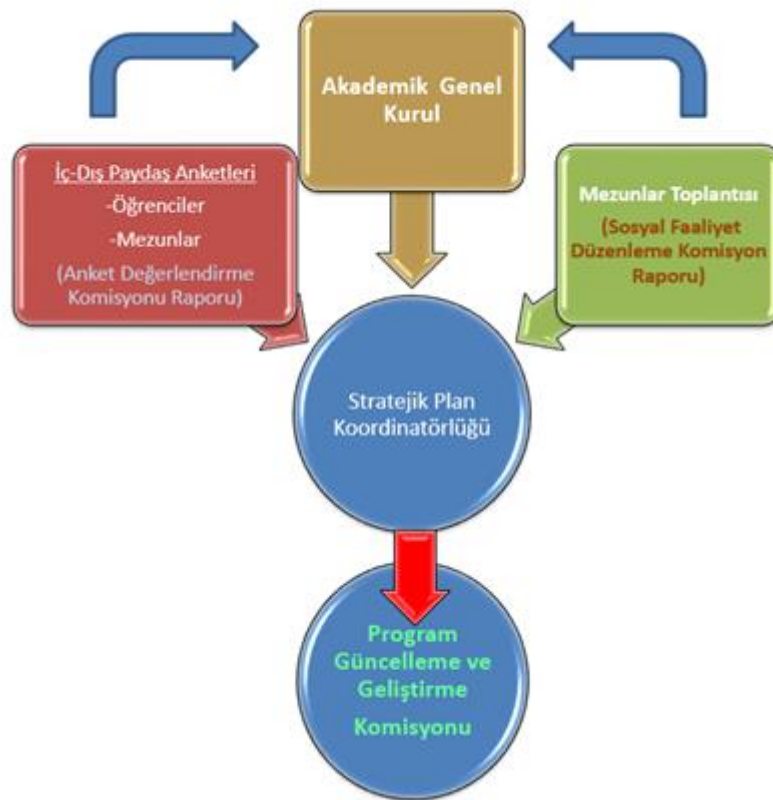 Akademik Genel
Kurul
İç-Dış Paydaş Anketleri
-Öğrenciler
-Mezunlar
(Anket Değerlendirme
Komisyonu Raporu)
Mezunlar Toplantısı
(Sosyal Faaliyet
Düzenleme Komisyon
Raporu)
Stratejik Plan
Koordinatörlüğü
Program
Güncelleme ve
Geliştirme
Komisyonu